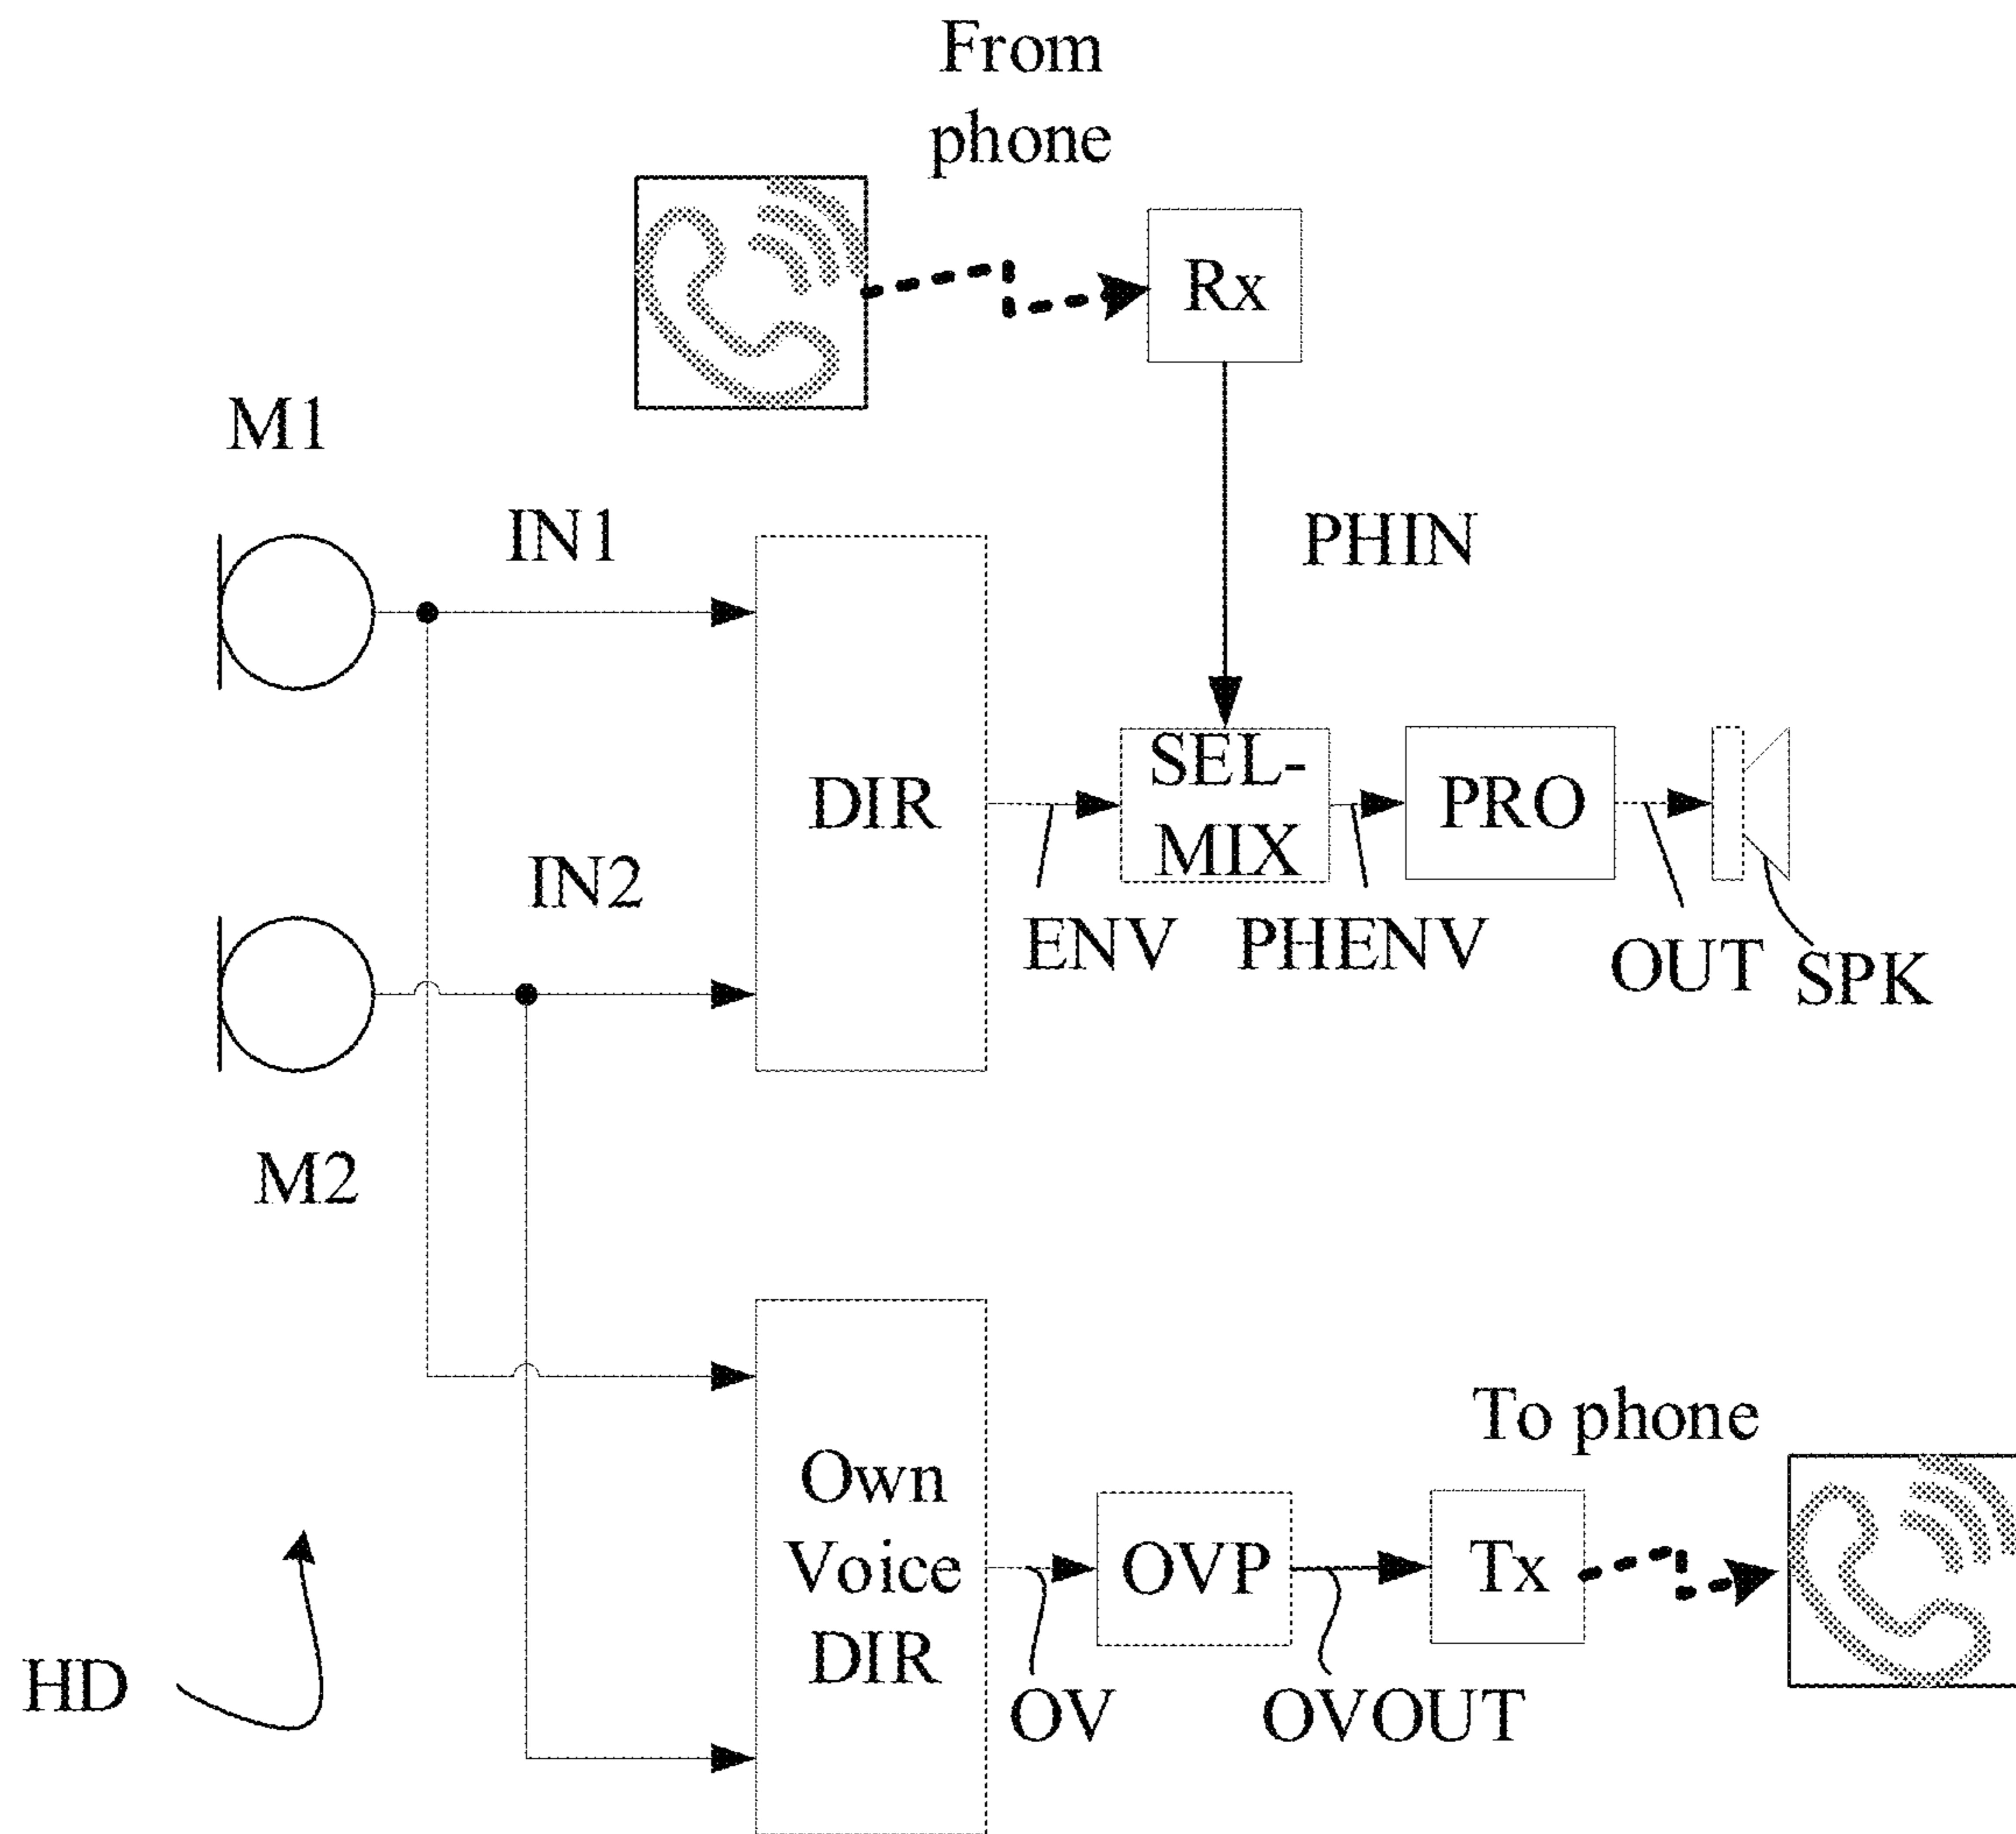 From
phone
Rx
M1
IN1
PHIN
DIR
SEL-
MIX
PRO
IN2
ENV
PHENV
OUT
SPK
M2
To phone
Own
Voice
DIR
OVP
Tx
HD
OV
OVOUT